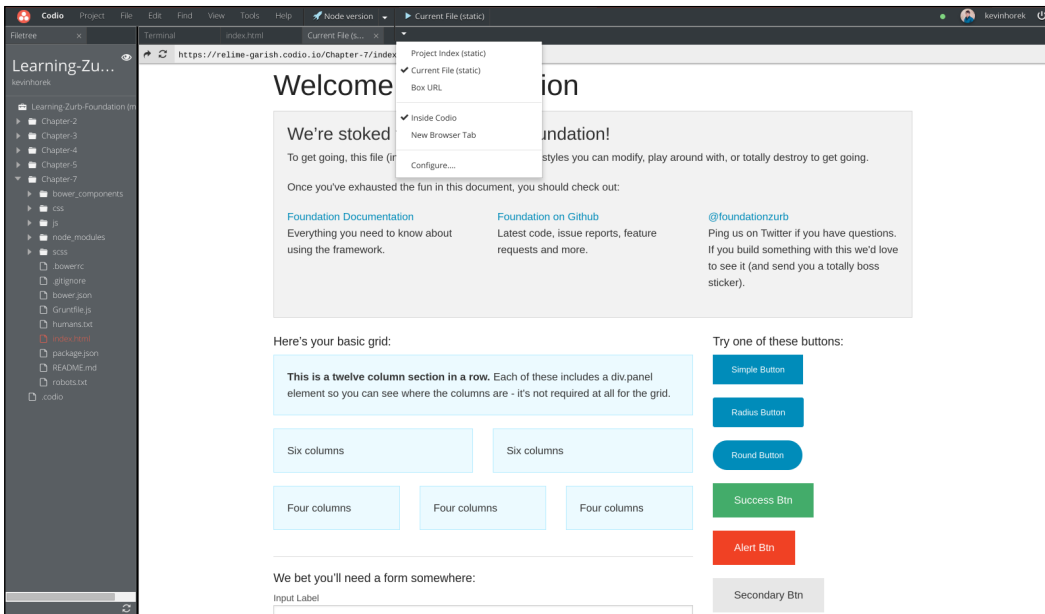 Codio Project File Edit Find View Tools Help Node version Current File (static) kevinhorek
Filetree × Terminal index.html Current File (s... ×
https://relime-garish.codio.io/Chapter-7/index
Learning-Zu...
kevinhorek
Learning-Zurb-Foundation (m
Chapter-2
Chapter-3
Chapter-4
Chapter-5
Chapter-7
bower_components
css
js
node_modules
scss
.bowerrc
.gitignore
bower.json
Gruntfile.js
humans.txt
index.html
package.json
README.md
robots.txt
.codio
Project Index (static)
Current File (static)
Box URL
Inside Codio
New Browser Tab
Configure....
Welcome ion
We're stoked undation!
To get going, this file (in styles you can modify, play around with, or totally destroy to get going.
Once you've exhausted the fun in this document, you should check out:
Foundation Documentation
Everything you need to know about
using the framework.
Foundation on Github
Latest code, issue reports, feature
requests and more.
@foundationzurb
Ping us on Twitter if you have questions.
If you build something with this we'd love
to see it (and send you a totally boss
sticker).
Here's your basic grid:
This is a twelve column section in a row. Each of these includes a div.panel
element so you can see where the columns are - it's not required at all for the grid.
Six columns Six columns
Four columns Four columns Four columns
We bet you'll need a form somewhere:
Input Label
Try one of these buttons:
Simple Button
Radius Button
Round Button
Success Btn
Alert Btn
Secondary Btn